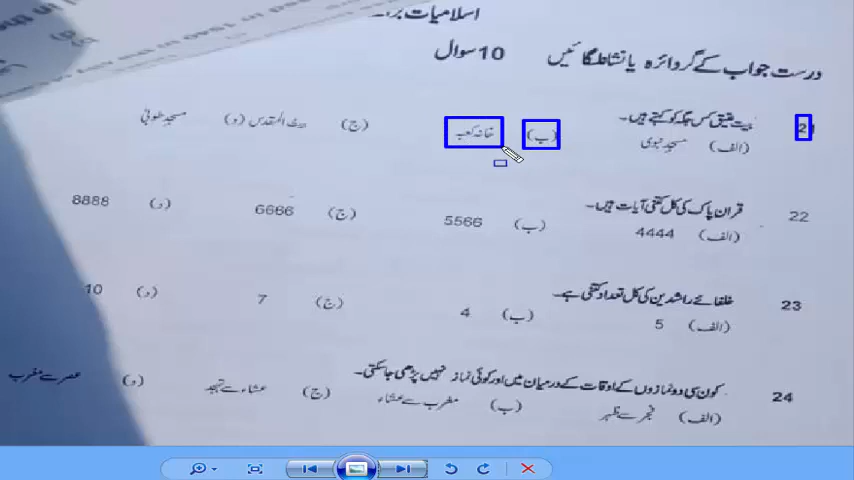 اسلامیات
درست جواب کے گرد دائرہ یا نشان لگائیں 10 سوال
21 بیت عتیق کس جگہ کو کہتے ہیں۔
(الف) مسجد نبوی (ب) خانہ کعبہ (ج) بیت المقدس (د) مسجد طوبیٰ
22 قران پاک کی کل کتنی آیات ہیں۔
(الف) 4444 (ب) 5566 (ج) 6666 (د) 8888
23 خلفائے راشدین کی کل تعداد کتنی ہے۔
(الف) 5 (ب) 4 (ج) 7 (د) 10
24 کون سی دو نمازوں کے اوقات کے درمیان میں اور کوئی نماز نہیں پڑھی جا سکتی۔
(الف) فجر سے ظہر (ب) مغرب سے عشاء (ج) عشاء سے تہجد (د) عصر سے مغرب